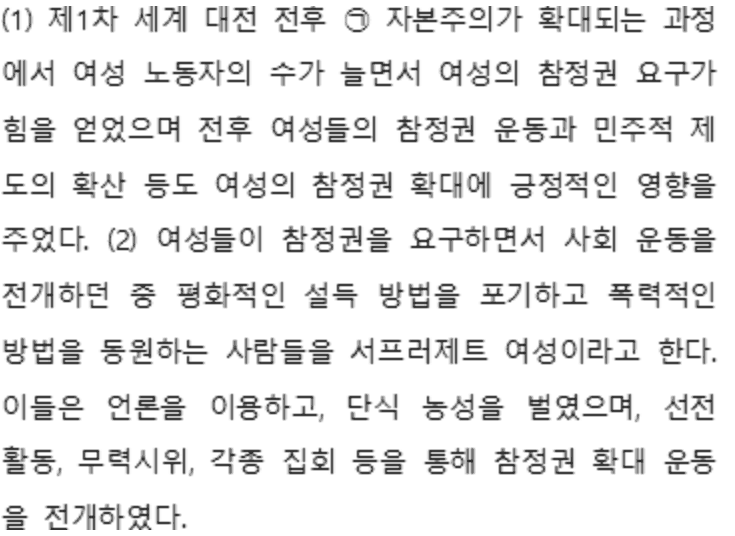 (1) 제1차 세계 대전 전후 ㉠ 자본주의가 확대되는 과정
에서 여성 노동자의 수가 늘면서 여성의 참정권 요구가
힘을 얻었으며 전후 여성들의 참정권 운동과 민주적 제
도의 확산 등도 여성의 참정권 확대에 긍정적인 영향을
주었다. (2) 여성들이 참정권을 요구하면서 사회 운동을
전개하던 중 평화적인 설득 방법을 포기하고 폭력적인
방법을 동원하는 사람들을 서프러제트 여성이라고 한다.
이들은 언론을 이용하고, 단식 농성을 벌였으며, 선전
활동, 무력시위, 각종 집회 등을 통해 참정권 확대 운동
을 전개하였다.